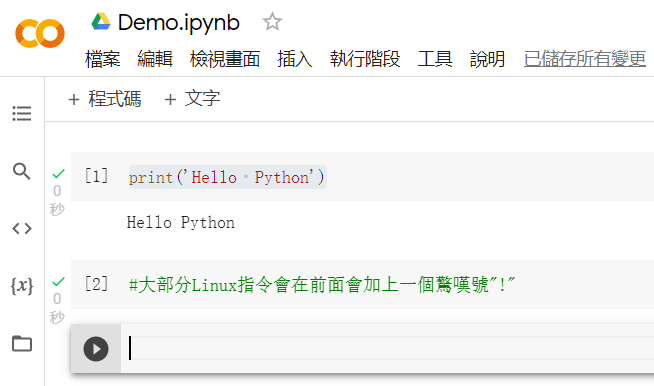 Demo.ipynb
檔案 編輯 檢視畫面 插入 執行階段 工具 說明 已儲存所有變更
+ 程式碼 + 文字
[1] print('Hello Python')
0
秒
Hello Python
{x}
[2] #大部分Linux指令會在前面會加上一個驚嘆號"!"
0
秒